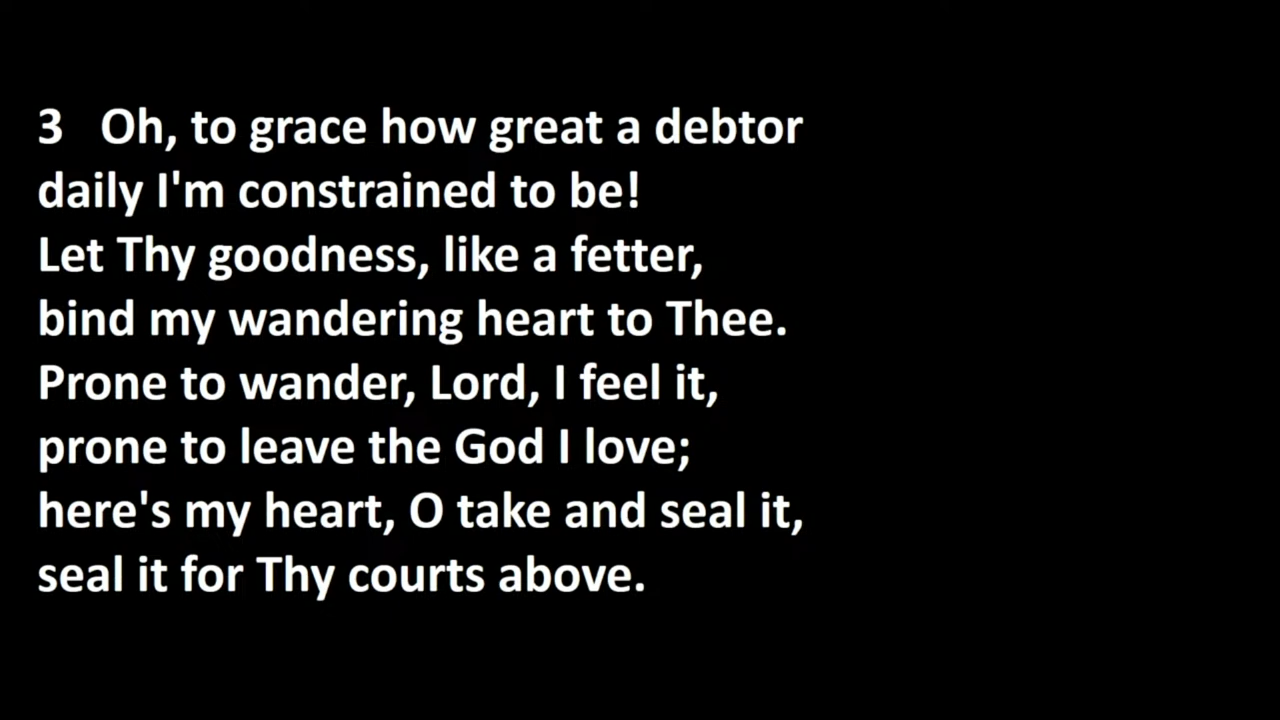 3 Oh, to grace how great a debtor
daily I'm constrained to be!
Let Thy goodness, like a fetter,
bind my wandering heart to Thee.
Prone to wander, Lord, I feel it,
prone to leave the God I love;
here's my heart, O take and seal it,
seal it for Thy courts above.